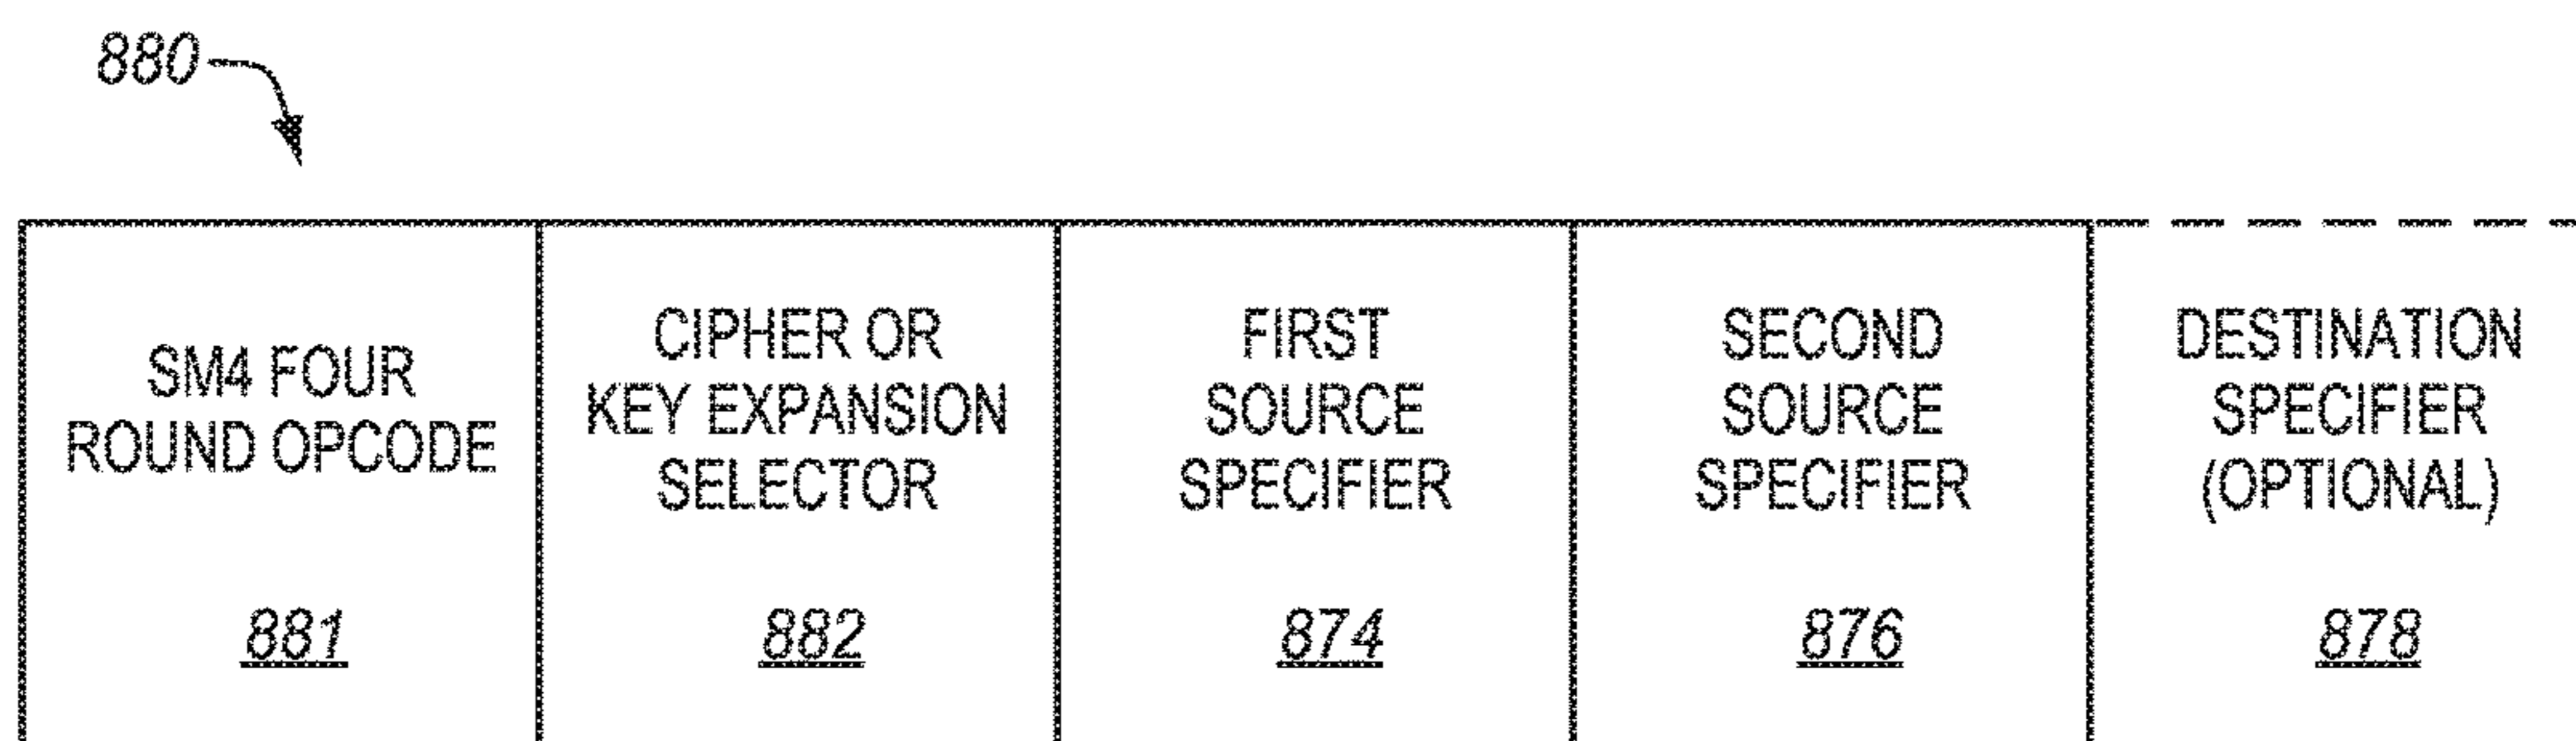 880
SM4 FOUR
ROUND OPCODE
881
CIPHER OR
KEY EXPANSION
SELECTOR
882
FIRST
SOURCE
SPECIFIER
874
SECOND
SOURCE
SPECIFIER
876
DESTINATION
SPECIFIER
(OPTIONAL)
878